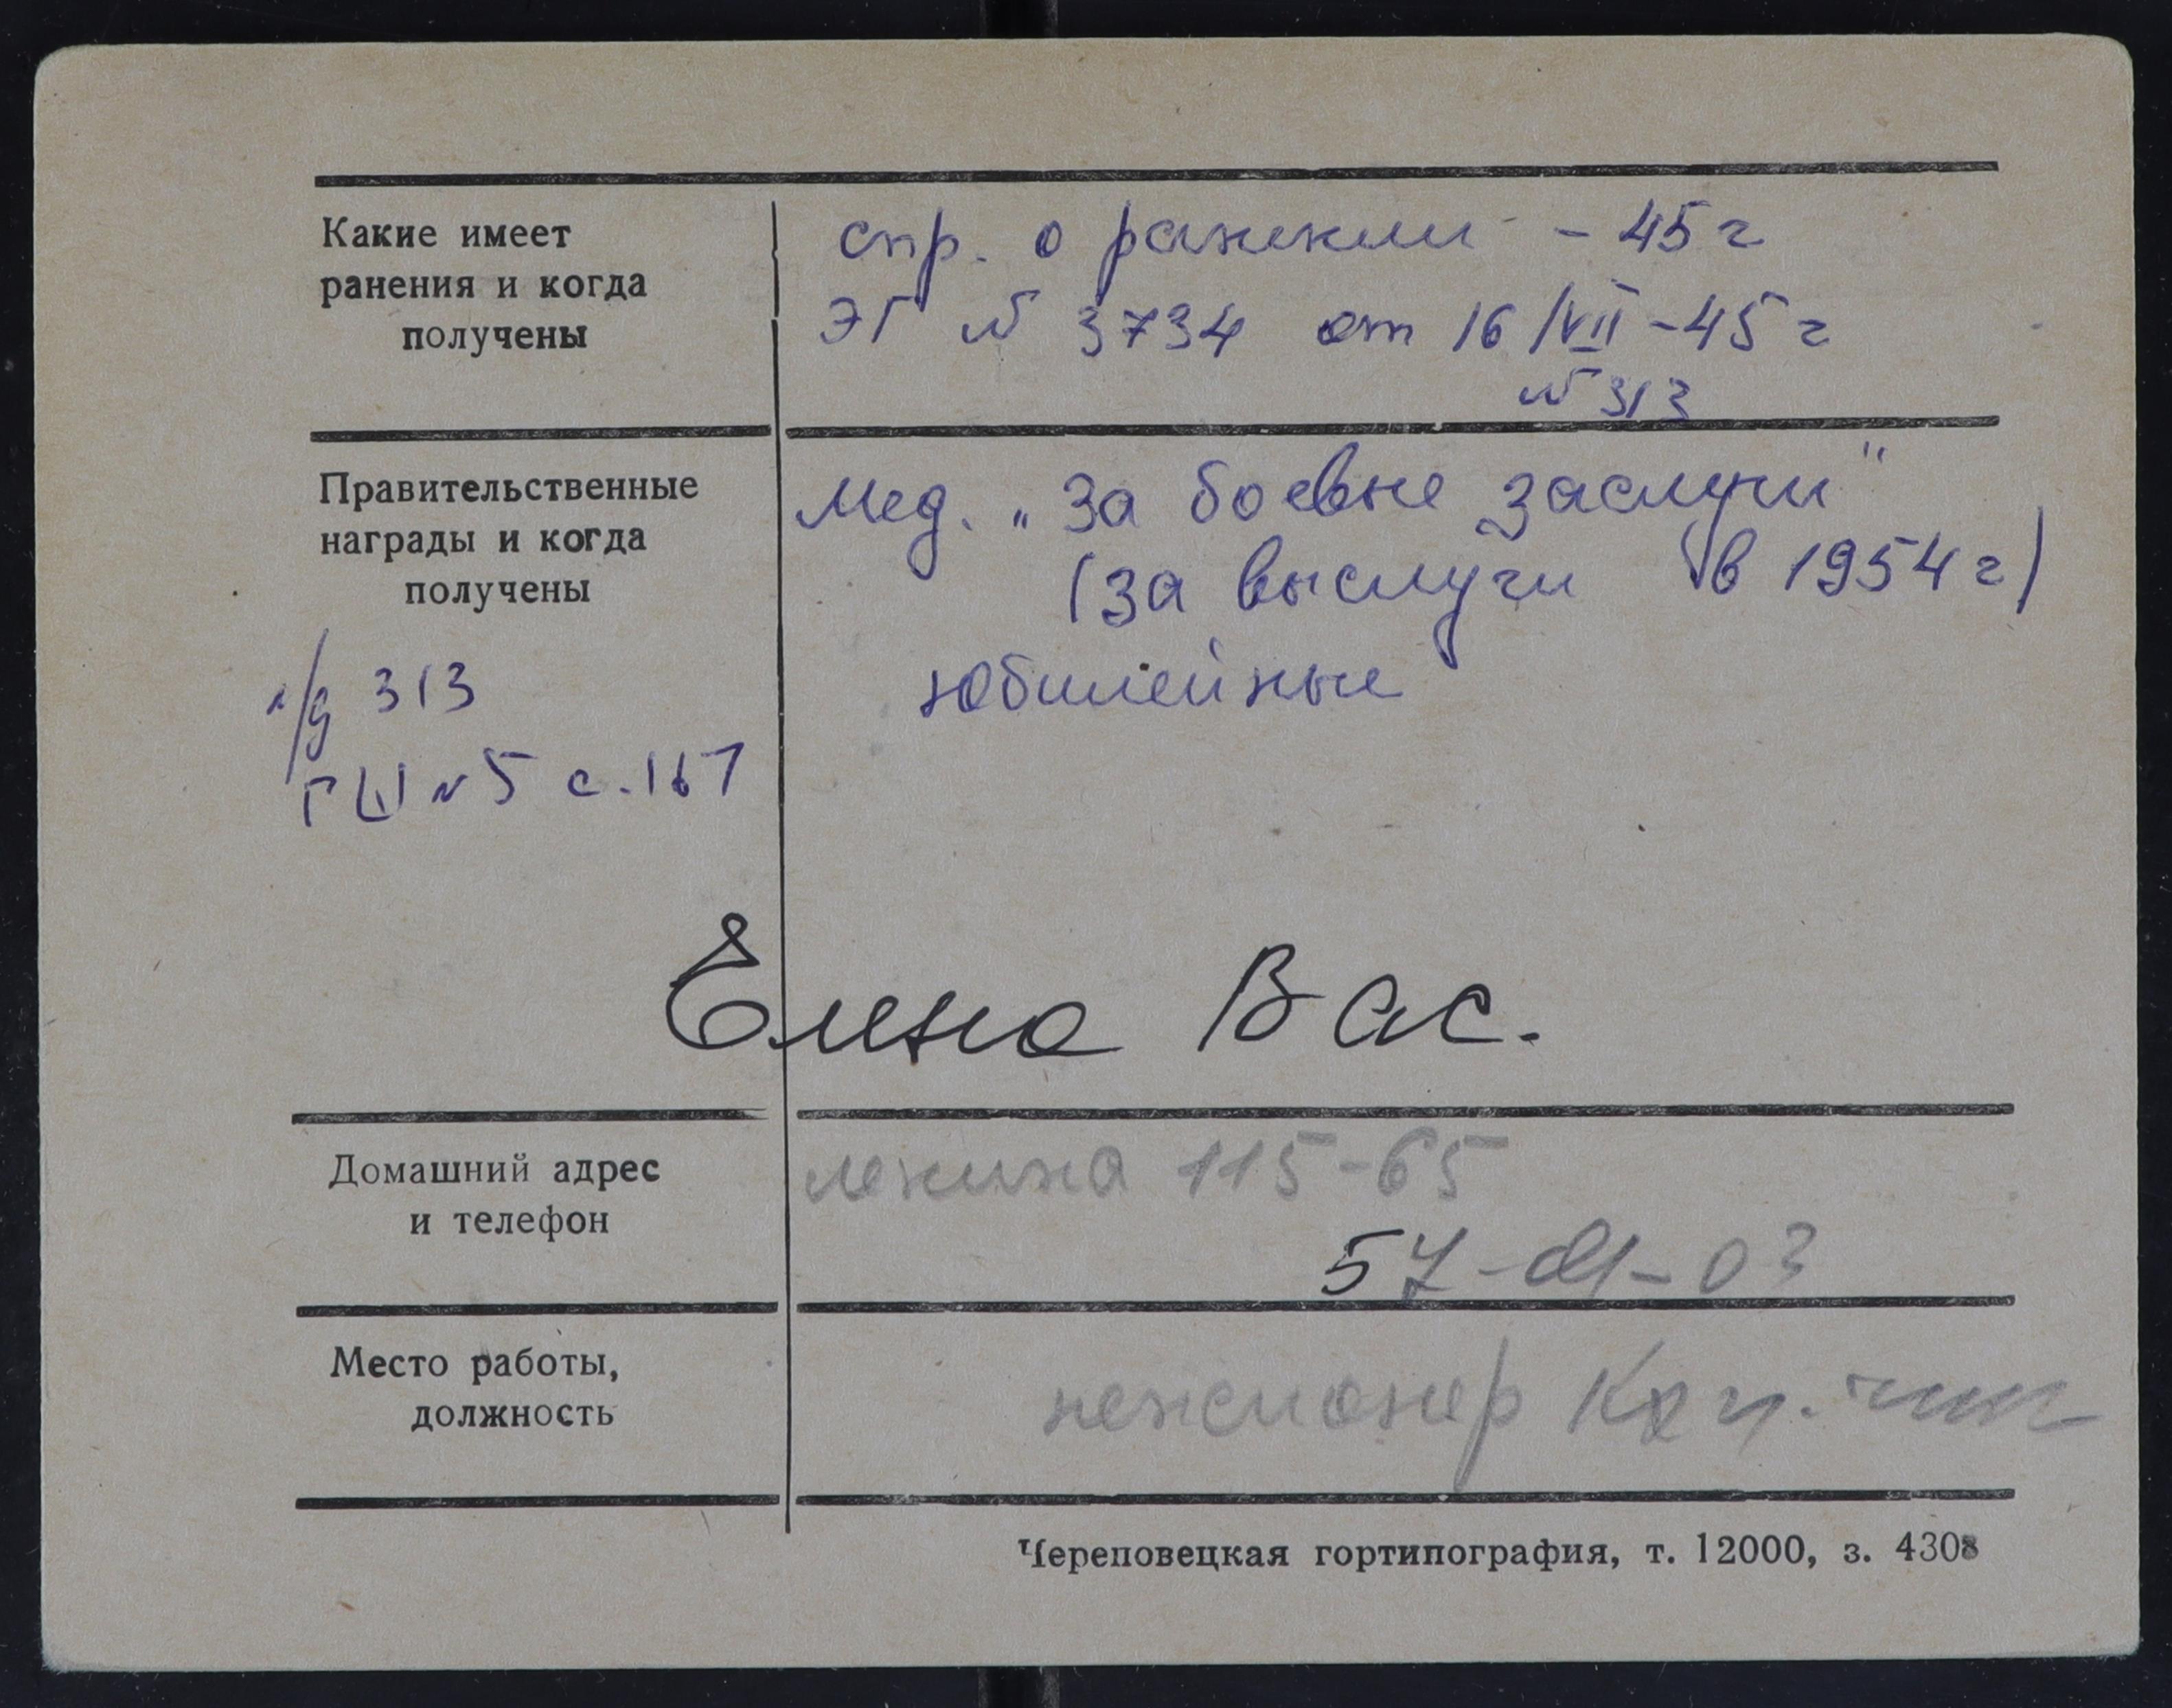 Какие имеет
ранения и когда
получены
спр. о ранении - 45 г
ЭГ № 3734 от 16/VII-45 г
№ 313
Правительственные
награды и когда
получены
Мед. „За боевые заслуги"
(за выслуги в 1954 г)
юбилейные
л/д 313
ГШ № 5 с. 167
Елена Вас.
Домашний адрес
и телефон
Ленина 115-65
57-01-03
Место работы,
должность
пенсионер
Череповецкая гортипография, т. 12000, з. 4308